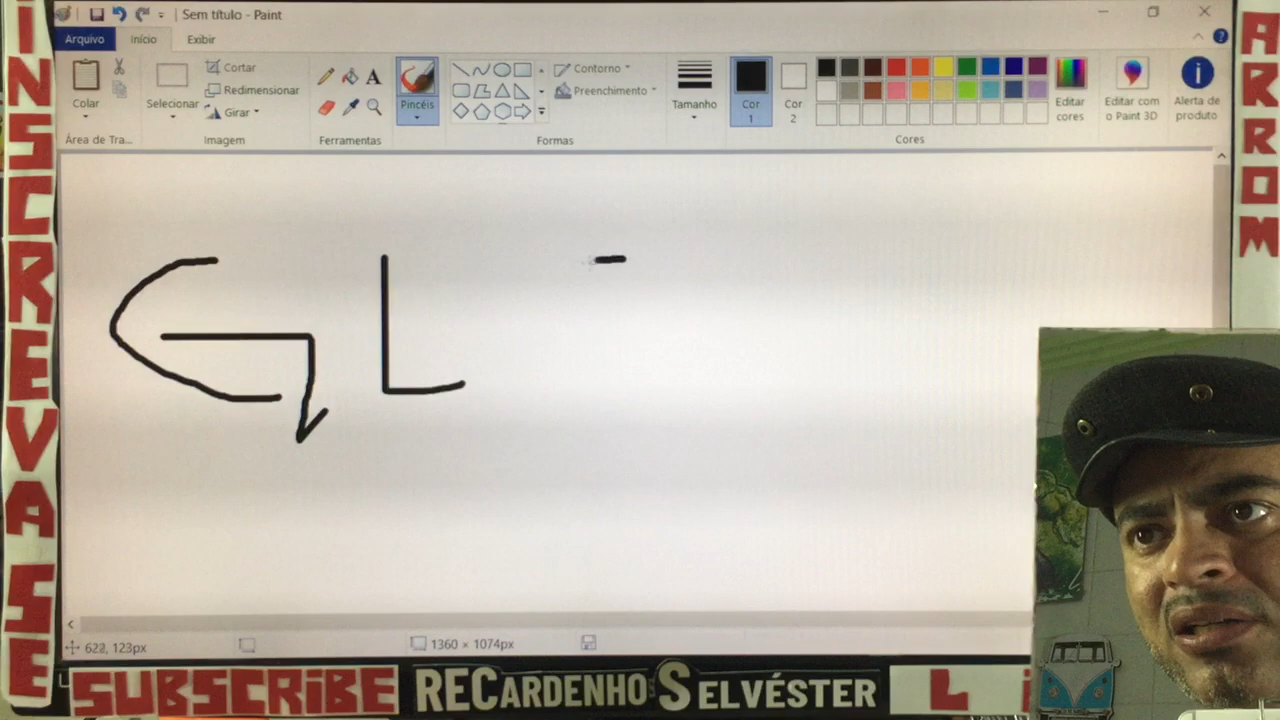 Sem título - Paint
Arquivo Início Exibir
Colar
Área de Tra...
Selecionar
Cortar
Redimensionar
Girar
Imagem
A
Ferramentas
Pincéis
Contorno
Preenchimento
Formas
Tamanho
Cor 1
Cor 2
Editar cores
Cores
Editar com o Paint 3D
Alerta de produto
G L
622, 123px
1360 × 1074px
INSCREVA SE
ARROM
SUBSCRiBE
RECARDENHO SELVÉSTER
L i